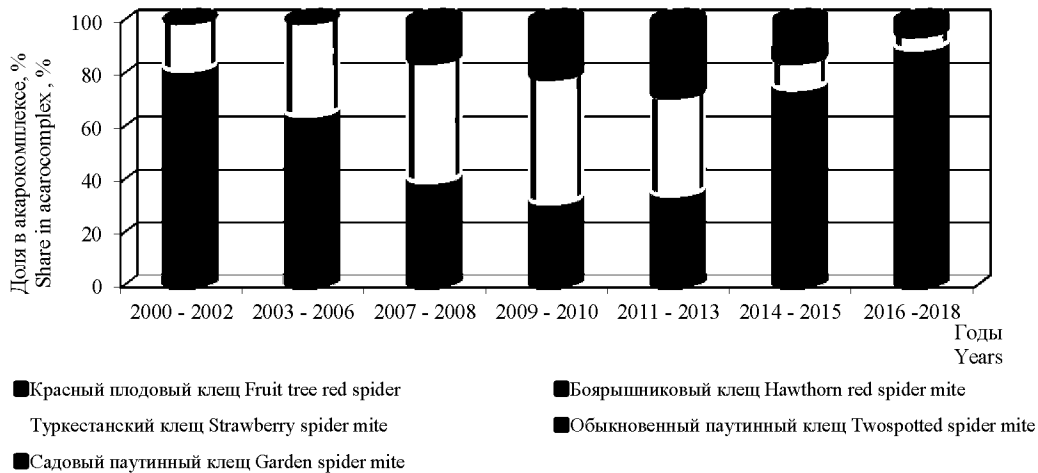 Доля в акарокомплексе, %
Share in acarocomplex , %
100
80
60
40
20
0
2000 - 2002 2003 - 2006 2007 - 2008 2009 - 2010 2011 - 2013 2014 - 2015 2016 -2018
Годы
Years
Красный плодовый клещ Fruit tree red spider Боярышниковый клещ Hawthorn red spider mite
Туркестанский клещ Strawberry spider mite Обыкновенный паутинный клещ Twospotted spider mite
Садовый паутинный клещ Garden spider mite